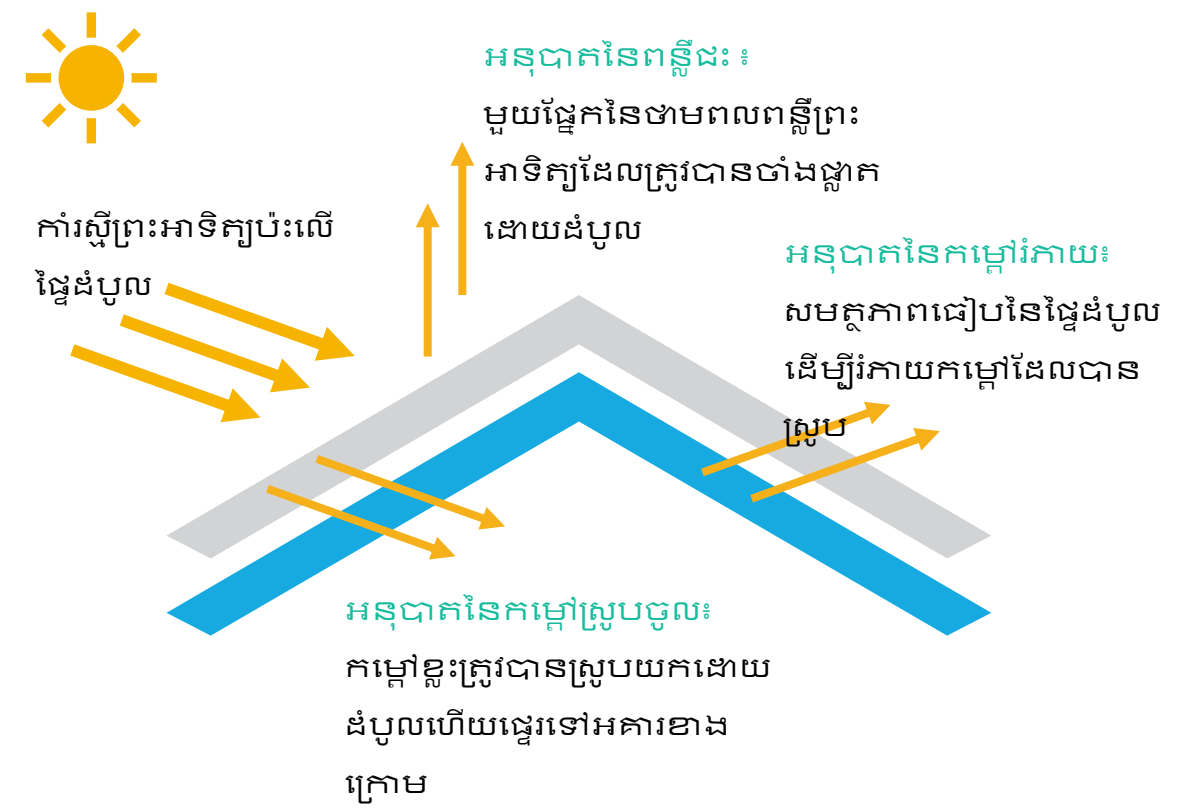 កាំរស្មីព្រះអាទិត្យប៉ះលើ
ផ្ទៃដំបូល
អនុបាតនៃពន្លឺជះ ៖
មួយផ្នែកនៃថាមពលពន្លឺព្រះ
អាទិត្យដែលត្រូវបានចាំងផ្លាត
ដោយដំបូល
អនុបាតនៃកម្ដៅរំភាយ៖
សមត្ថភាពធៀបនៃផ្ទៃដំបូល
ដើម្បីរំភាយកម្ដៅដែលបាន
ស្រូប
អនុបាតនៃកម្ដៅស្រូបចូល៖
កម្ដៅខ្លះត្រូវបានស្រូបយកដោយ
ដំបូលហើយផ្ទេរទៅអគារខាង
ក្រោម